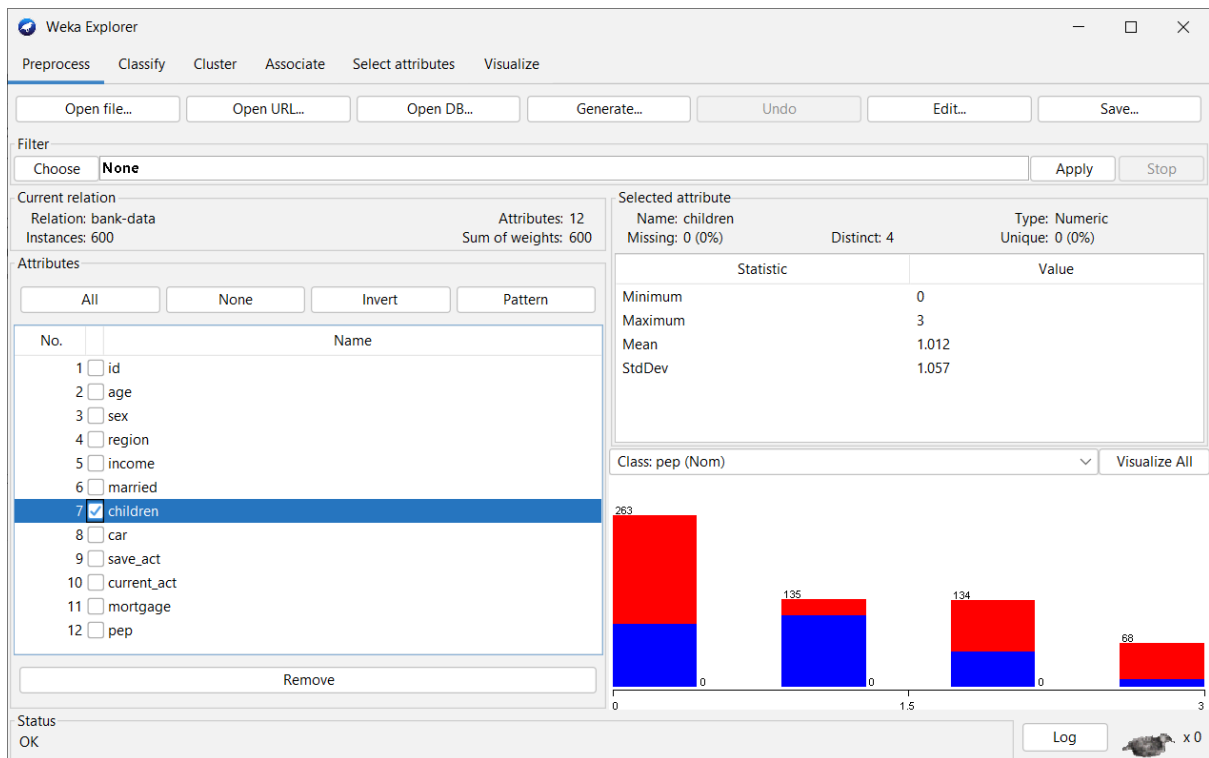 Weka Explorer
Preprocess Classify Cluster Associate Select attributes Visualize
Open file... Open URL... Open DB... Generate... Undo Edit... Save...
Filter
Choose None Apply Stop
Current relation
Relation: bank-data Attributes: 12
Instances: 600 Sum of weights: 600
Selected attribute
Name: children Type: Numeric
Missing: 0 (0%) Distinct: 4 Unique: 0 (0%)
Attributes
All None Invert Pattern
No. Name
1 id
2 age
3 sex
4 region
5 income
6 married
7 children
8 car
9 save_act
10 current_act
11 mortgage
12 pep
Remove
Statistic Value
Minimum 0
Maximum 3
Mean 1.012
StdDev 1.057
Class: pep (Nom) Visualize All
263
135
134
68
0 0 0
0 1.5 3
Status
OK
Log x 0